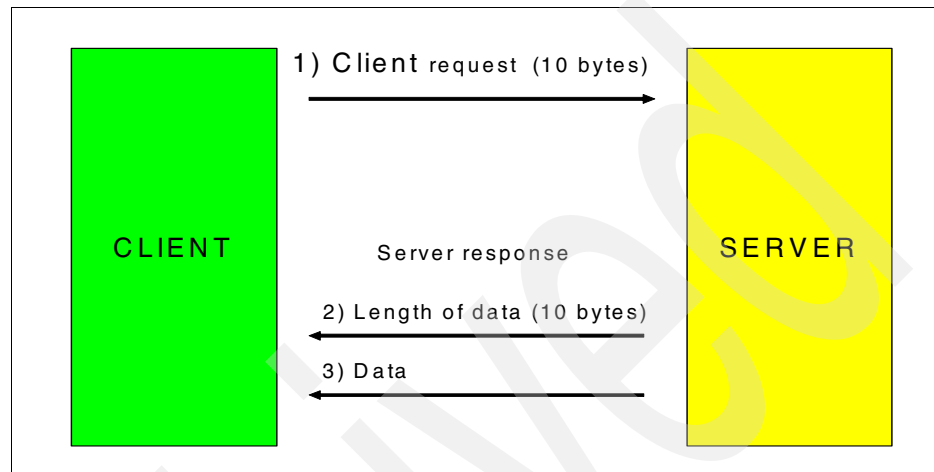 1) Client request (10 bytes)
CLIENT
Server response
SERVER
2) Length of data (10 bytes)
3) Data